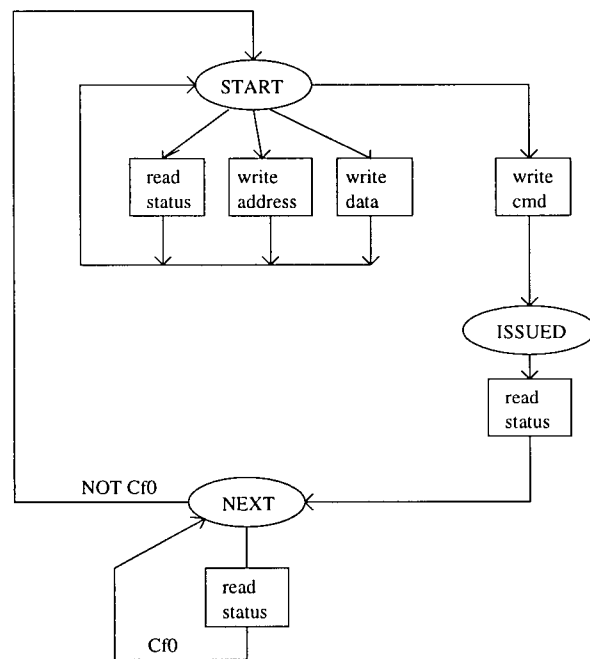 START
read
status
write
address
write
data
write
cmd
ISSUED
read
status
NOT Cf0
NEXT
read
status
Cf0